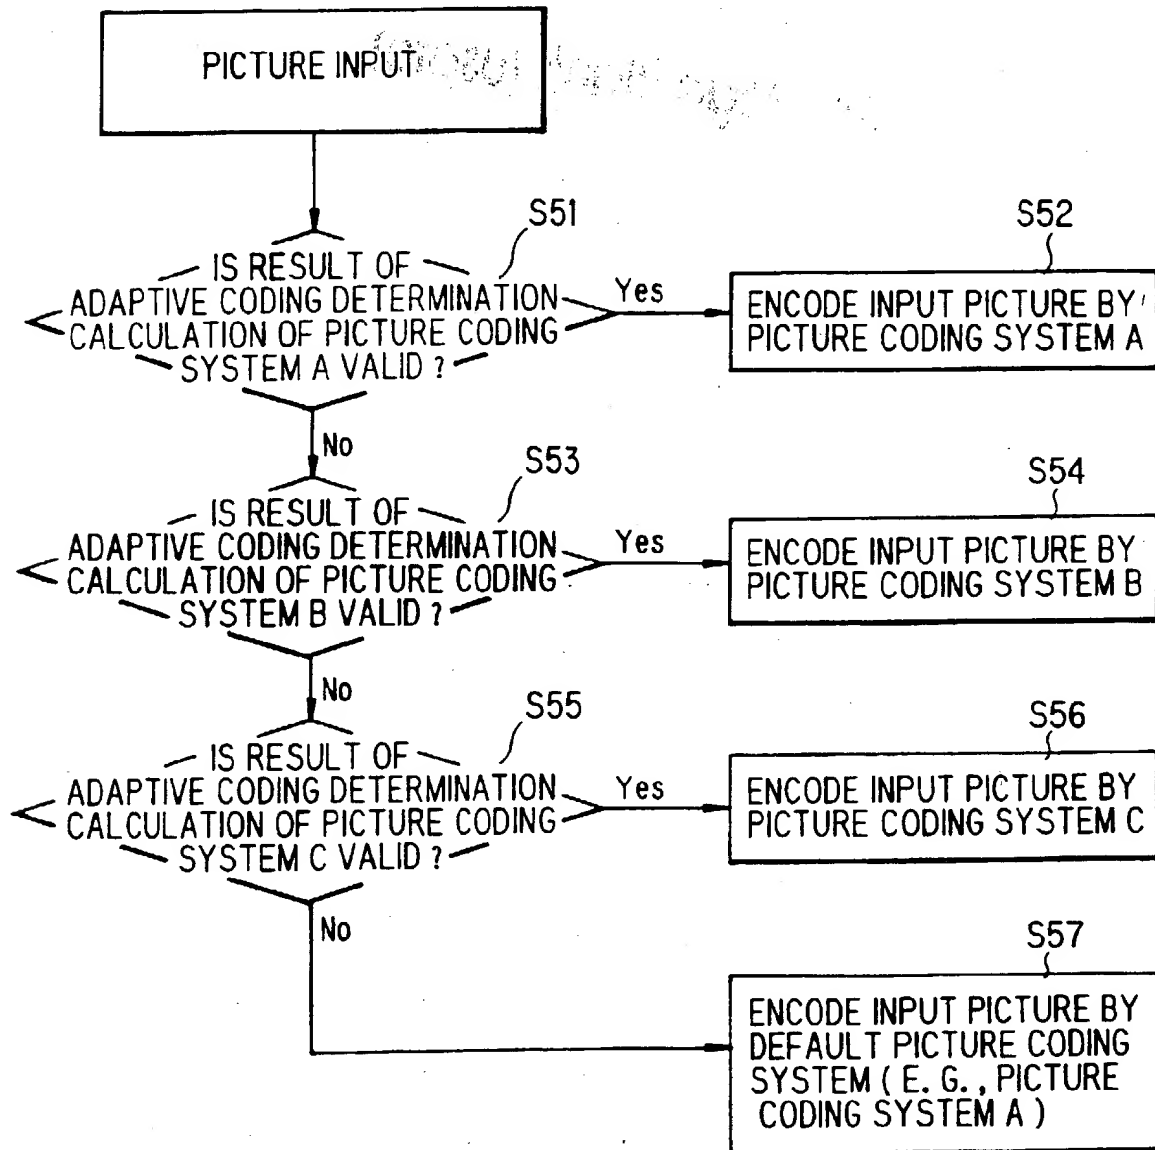 PICTURE INPUT
S51
IS RESULT OF
ADAPTIVE CODING DETERMINATION
CALCULATION OF PICTURE CODING
SYSTEM A VALID ?
Yes
S52
ENCODE INPUT PICTURE BY
PICTURE CODING SYSTEM A
No
S53
IS RESULT OF
ADAPTIVE CODING DETERMINATION
CALCULATION OF PICTURE CODING
SYSTEM B VALID ?
Yes
S54
ENCODE INPUT PICTURE BY
PICTURE CODING SYSTEM B
No
S55
IS RESULT OF
ADAPTIVE CODING DETERMINATION
CALCULATION OF PICTURE CODING
SYSTEM C VALID ?
Yes
S56
ENCODE INPUT PICTURE BY
PICTURE CODING SYSTEM C
No
S57
ENCODE INPUT PICTURE BY
DEFAULT PICTURE CODING
SYSTEM ( E. G., PICTURE
CODING SYSTEM A )